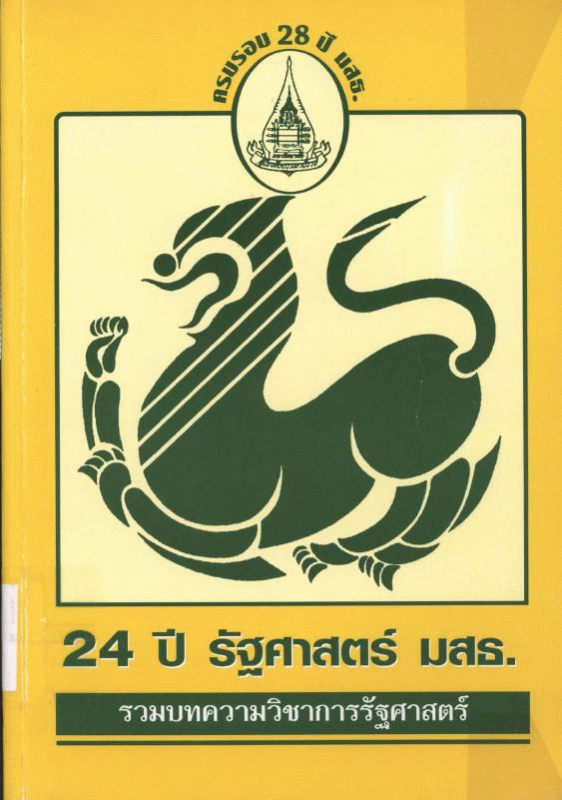 ครบรอบ 28 ปี มสธ.
24 ปี รัฐศาสตร์ มสธ.
รวมบทความวิชาการรัฐศาสตร์